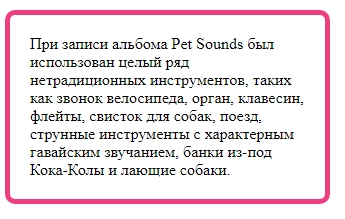 При записи альбома Pet Sounds был
использован целый ряд
нетрадиционных инструментов, таких
как звонок велосипеда, орган, клавесин,
флейты, свисток для собак, поезд,
струнные инструменты с характерным
гавайским звучанием, банки из-под
Кока-Колы и лающие собаки.